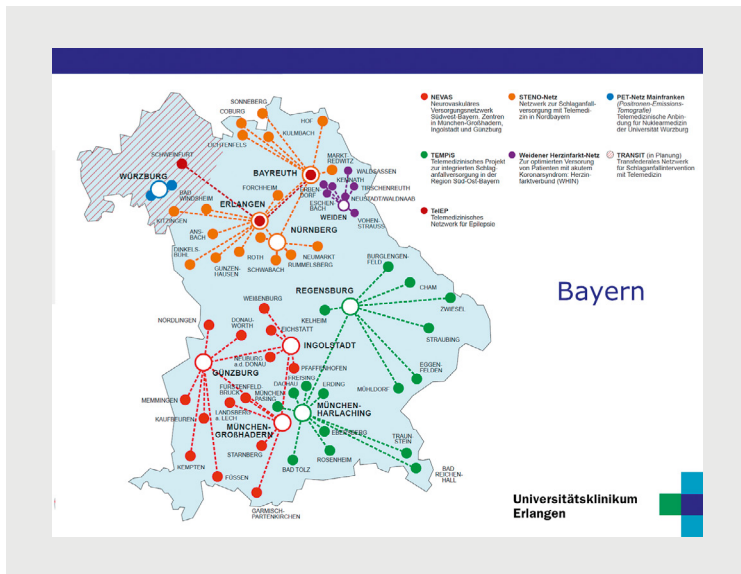 NEVAS
Neurovaskuläres
Versorgungsnetzwerk
Südwest-Bayern, Zentren
in München-Großhadern,
Ingolstadt und Günzburg
STENO-Netz
Netzwerk zur Schlaganfall-
versorgung mit Telemedi-
zin in Nordbayern
PET-Netz Mainfranken
(Positronen-Emissions-
Tomografie)
Telemedizinische Anbin-
dung für Nuklearmedizin
der Universität Würzburg
TEMPiS
Telemedizinisches Projekt
zur integrierten Schlag-
anfallversorgung in der
Region Süd-Ost-Bayern
Weidener Herzinfarkt-Netz
Zur optimierten Versorung
von Patienten mit akutem
Koronarsyndrom: Herzin-
farktverbund (WHIN)
TRANSIT (in Planung)
Transfederales Netzwerk
für Schlaganfallintervention
mit Telemedizin
TelEP
Telemedizinisches
Netzwerk für Epilepsie
SONNEBERG
COBURG
HOF
KULMBACH
LICHTENFELS
SCHWEINFURT
MARKT
REDWITZ
WALDSASSEN
BAYREUTH
WÜRZBURG
KEMNATH
TIRSCHENREUTH
ERBEN-
DORF
BAD
WINDSHEIM
FORCHHEIM
NEUSTADT/WALDNAAB
ESCHEN-
BACH
ERLANGEN
WEIDEN
KITZINGEN
VOHEN-
STRAUSS
ANS-
BACH
NÜRNBERG
DINKELS-
BÜHL
ROTH
NEUMARKT
GUNZEN-
HAUSEN
SCHWABACH
RUMMELSBERG
BURGLENGEN-
FELD
REGENSBURG
CHAM
WEIßENBURG
ZWIESEL
NÖRDLINGEN
DONAU-
WÖRTH
KELHEIM
EICHSTATT
STRAUBING
INGOLSTADT
NEUBURG
a.d. DONAU
PFAFFENHOFEN
EGGEN-
FELDEN
GÜNZBURG
FREISING
DACHAU
ERDING
MÜHLDORF
FÜRSTENFELD
BRUCK
MÜNCHEN
PASING
MEMMINGEN
MÜNCHEN-
HARLACHING
LANDSBERG
a. LECH
KAUFBEUREN
MÜNCHEN-
GROßHADERN
EBERSBERG
TRAUN-
STEIN
STARNBERG
ROSENHEIM
KEMPTEN
BAD TÖLZ
BAD
REICHEN-
HALL
FÜSSEN
GARMISCH-
PARTENKIRCHEN
Bayern
Universitätsklinikum
Erlangen